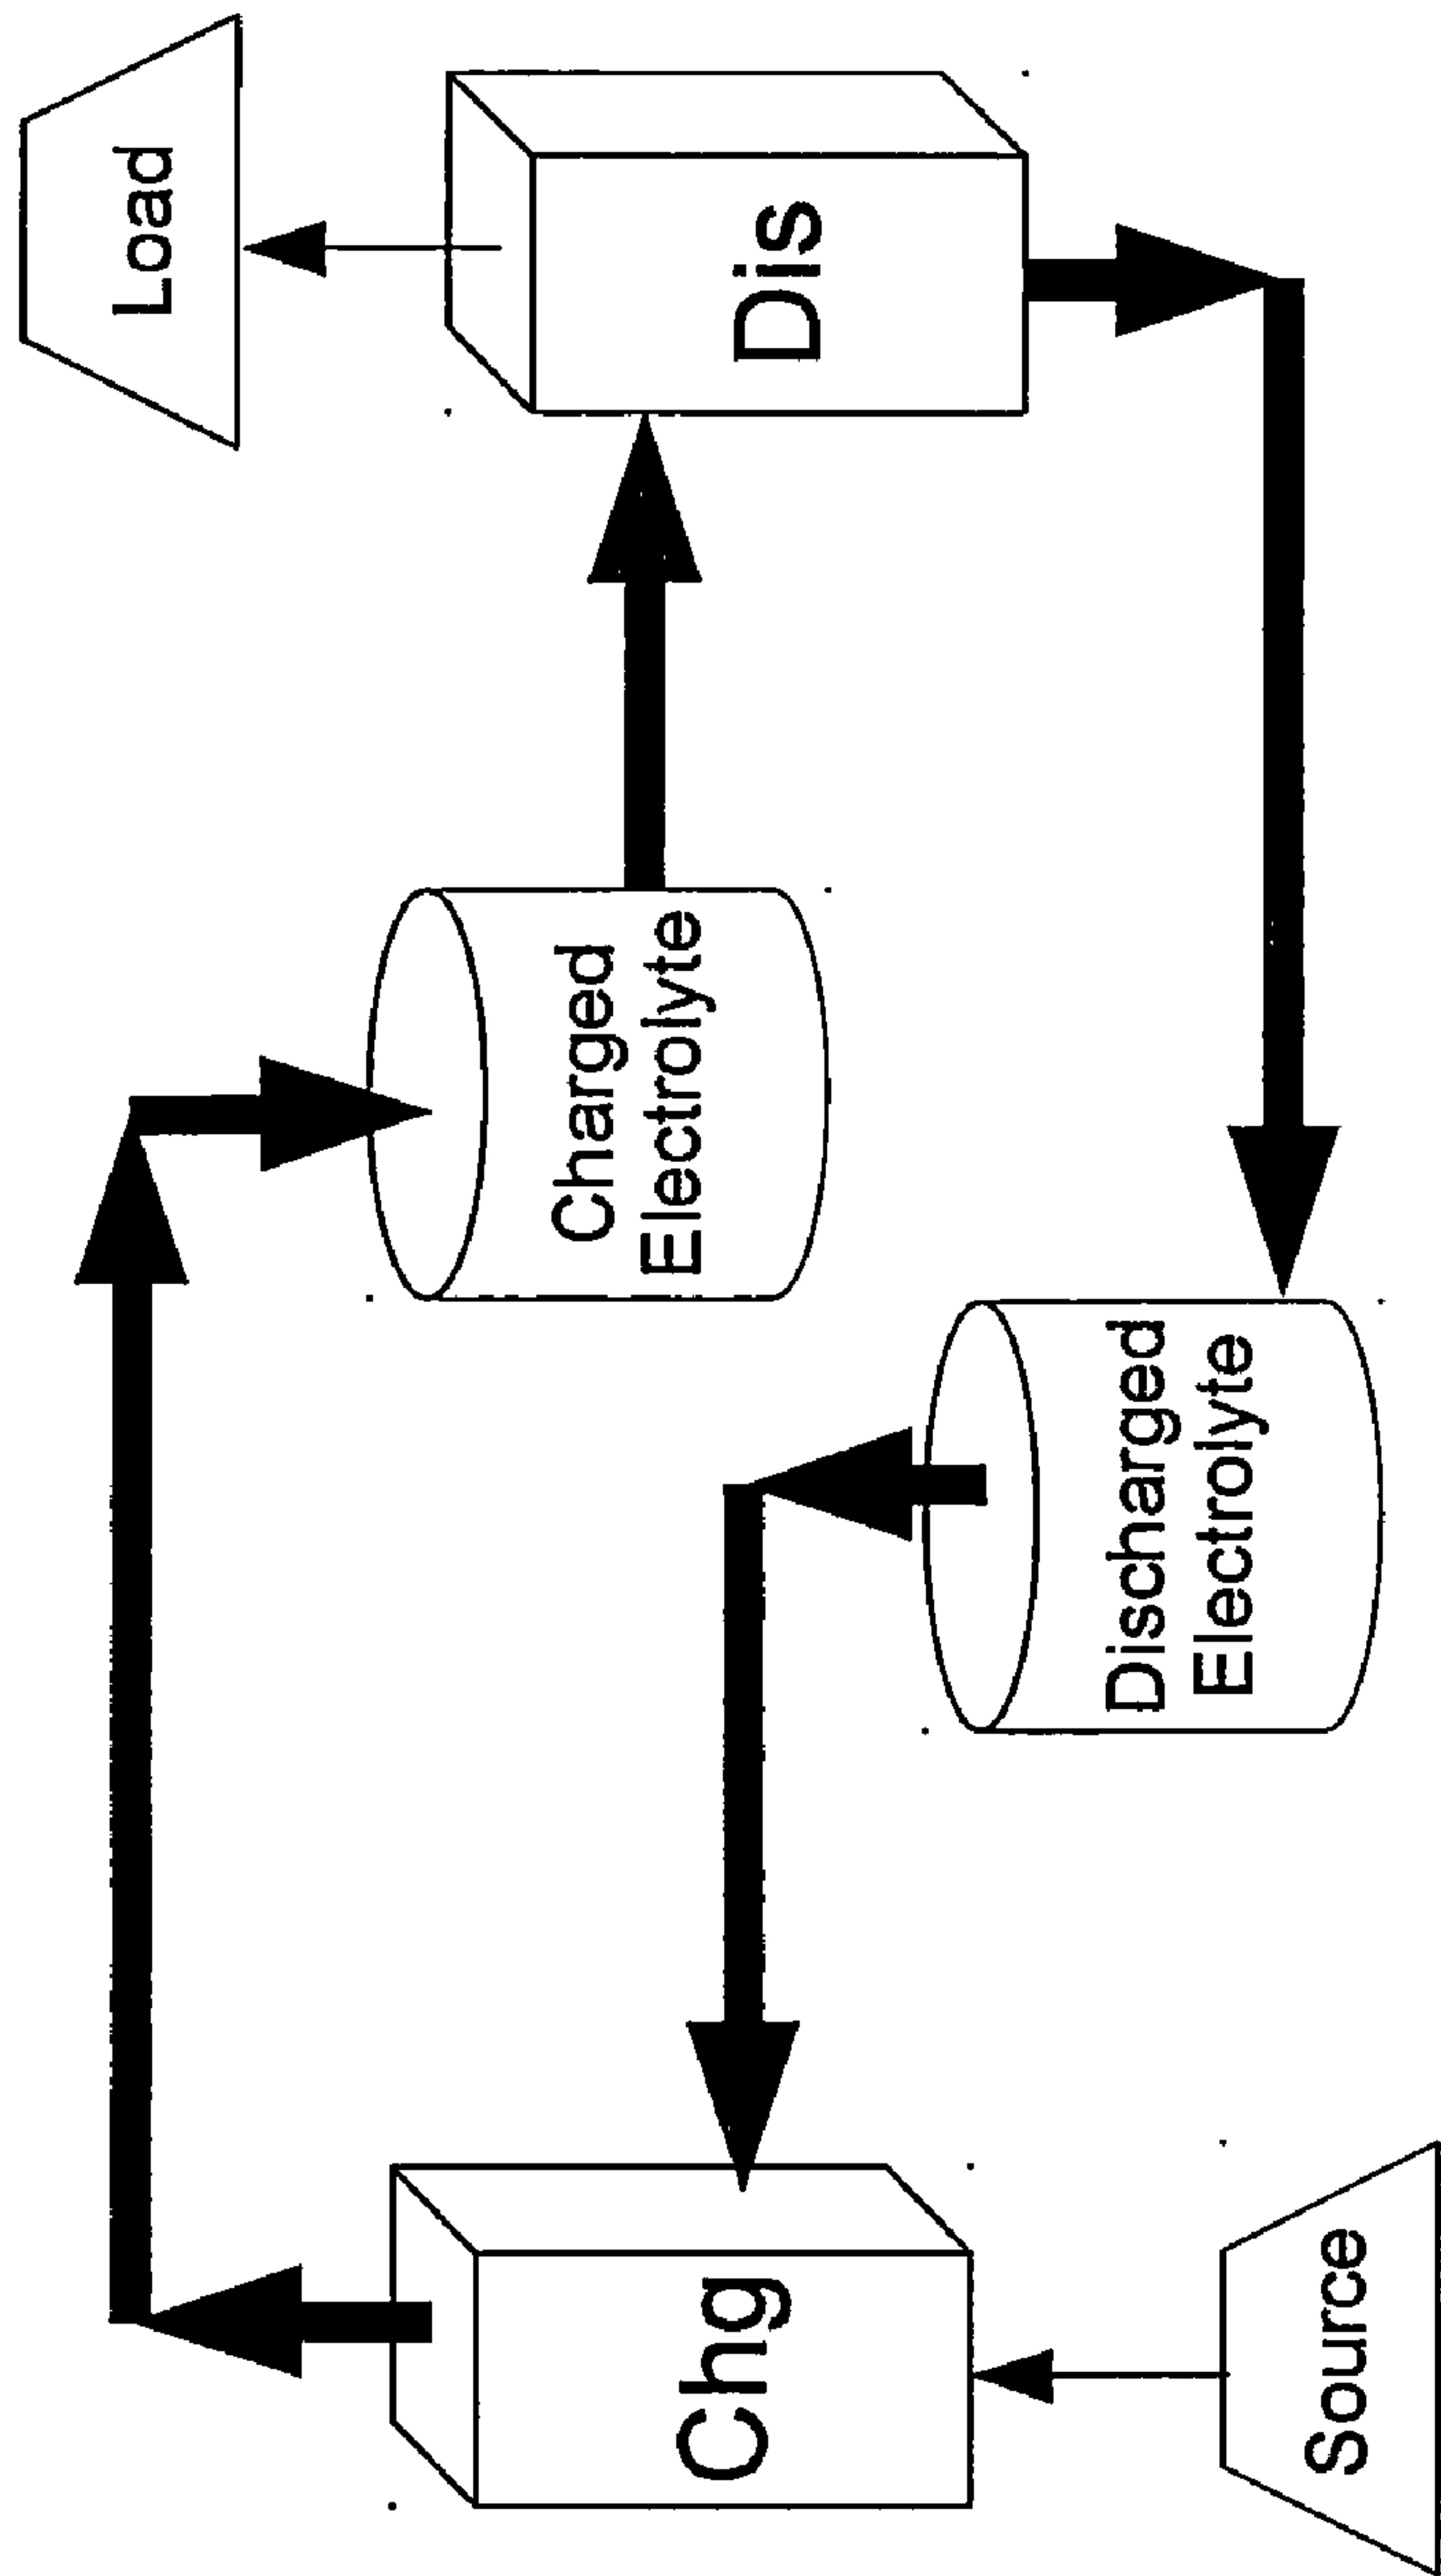 Load
Dis
Charged
Electrolyte
Discharged
Electrolyte
Chg
Source